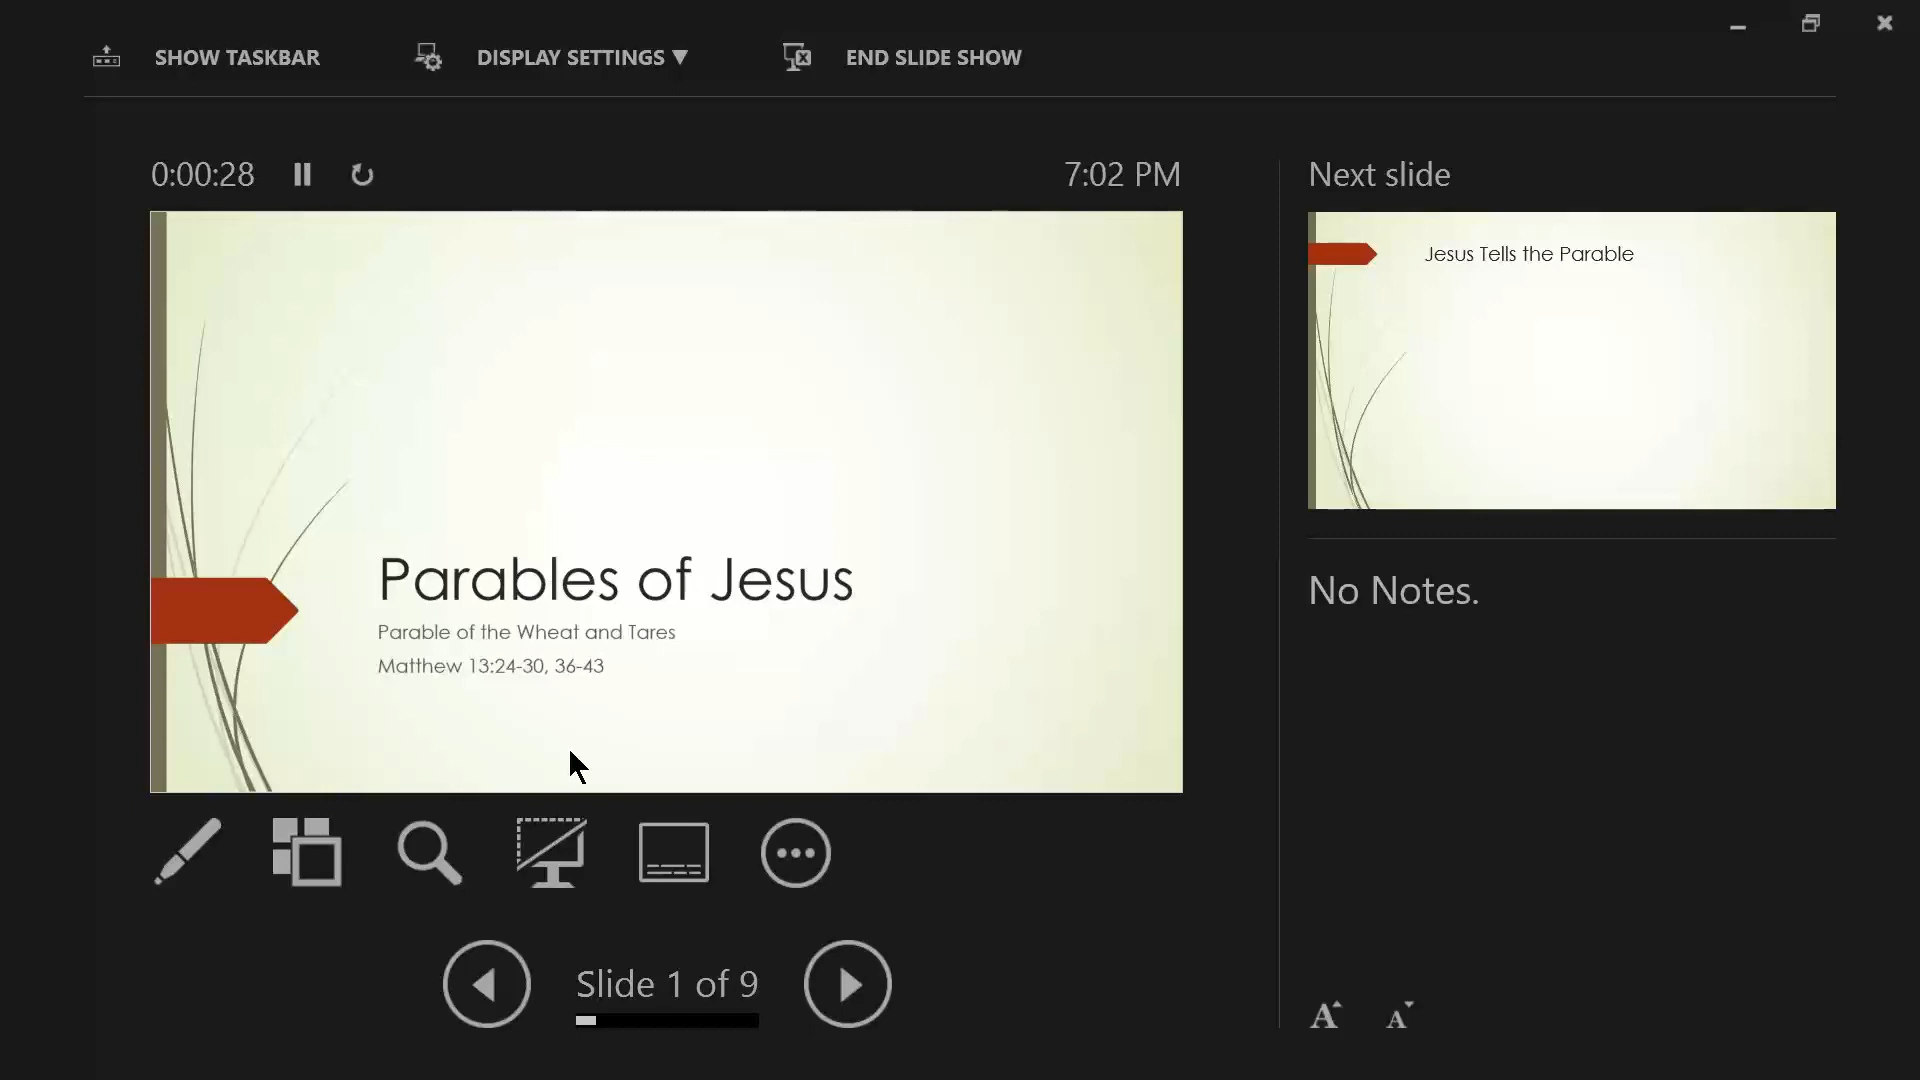 SHOW TASKBAR
DISPLAY SETTINGS ▼
END SLIDE SHOW
0:00:28
7:02 PM
Parables of Jesus
Parable of the Wheat and Tares
Matthew 13:24-30, 36-43
Slide 1 of 9
Next slide
Jesus Tells the Parable
No Notes.
A A